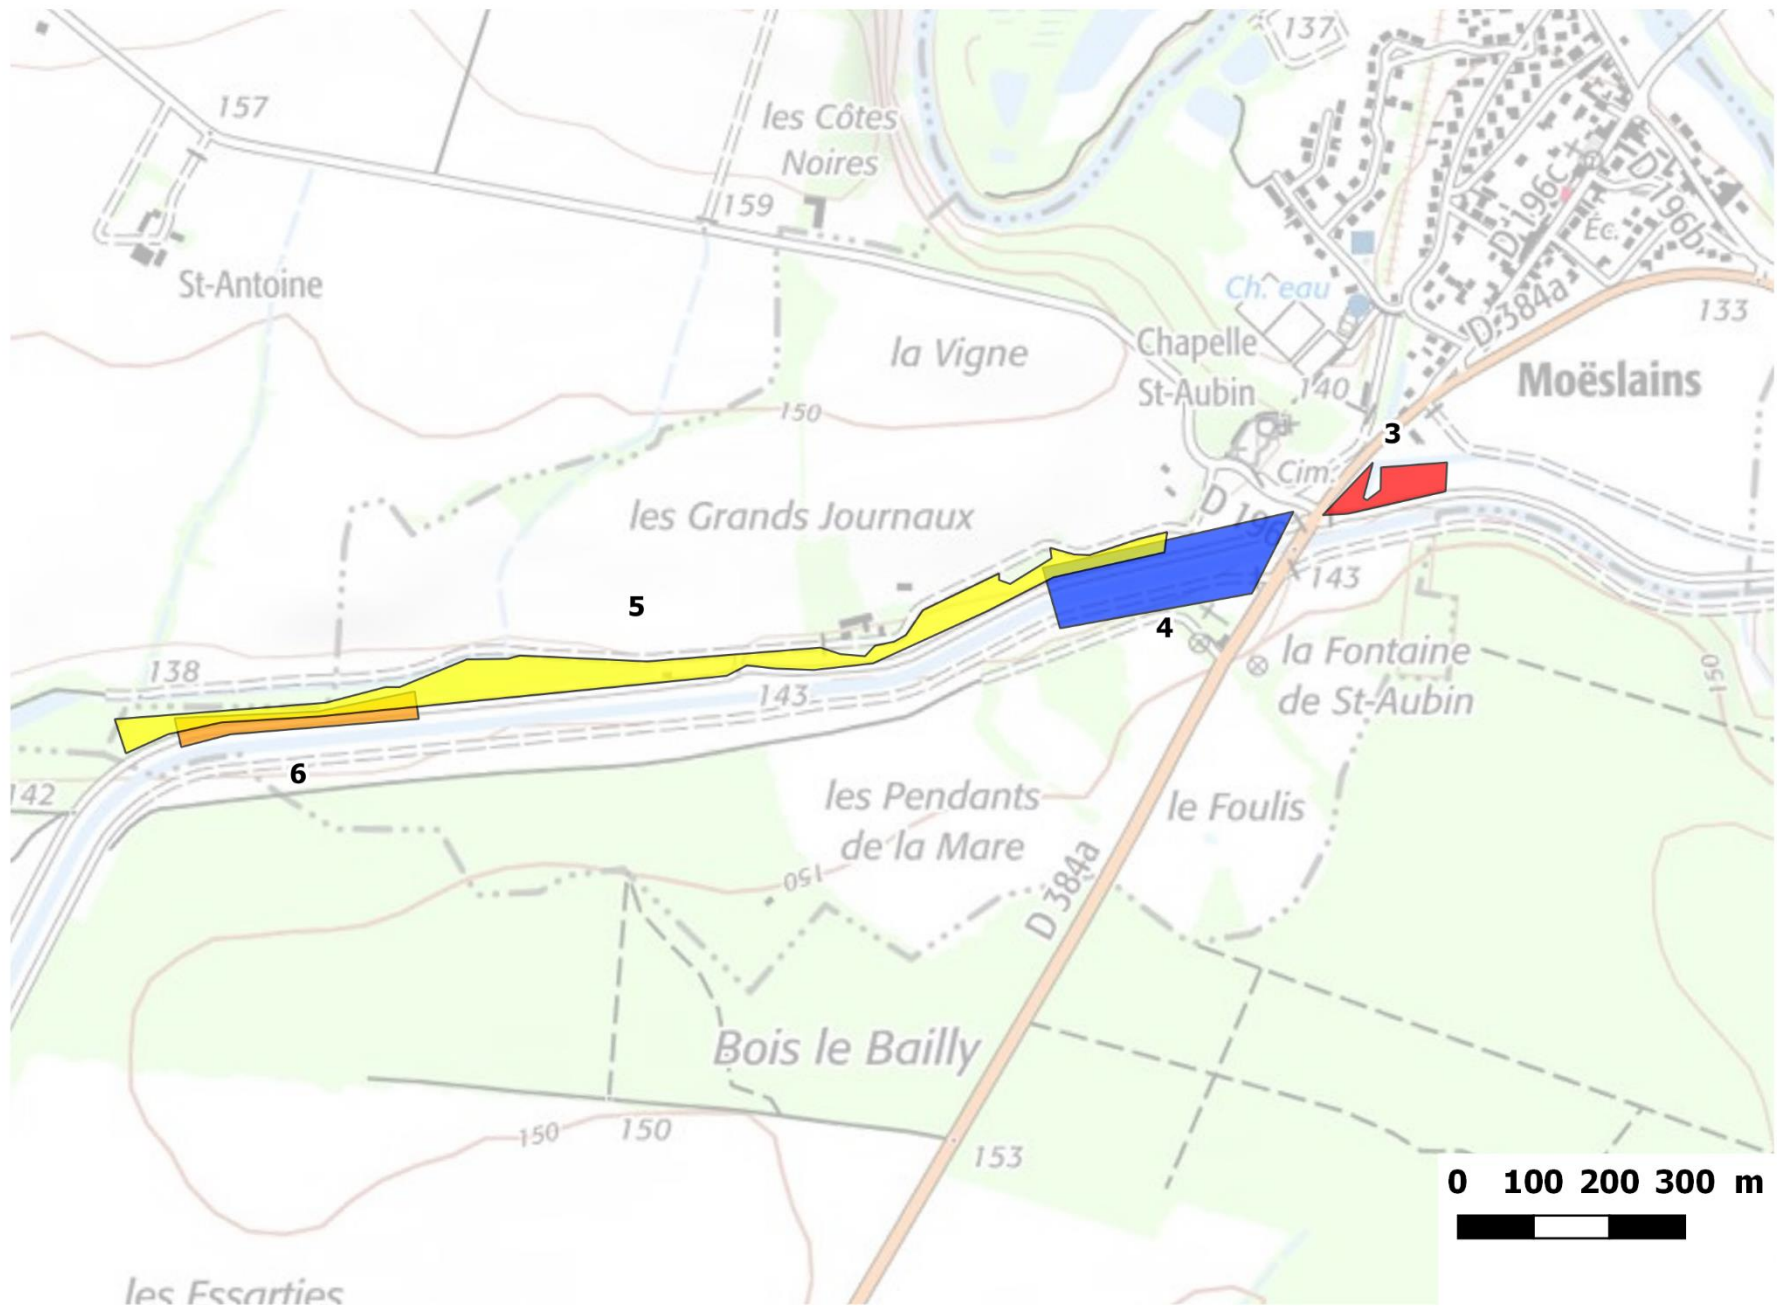 137
157
les Côtes
Noires
159
D 196c
D 196b
Éc.
St-Antoine
Ch. eau
D 384a
133
la Vigne
Chapelle
St-Aubin
140
Moëslains
150
3
Cim.
les Grands Journaux
D 196
143
5
4
la Fontaine
de St-Aubin
150
138
143
6
142
les Pendants
de la Mare
le Foulis
150
D 384a
Bois le Bailly
150
150
153
0 100 200 300 m
les Essarties